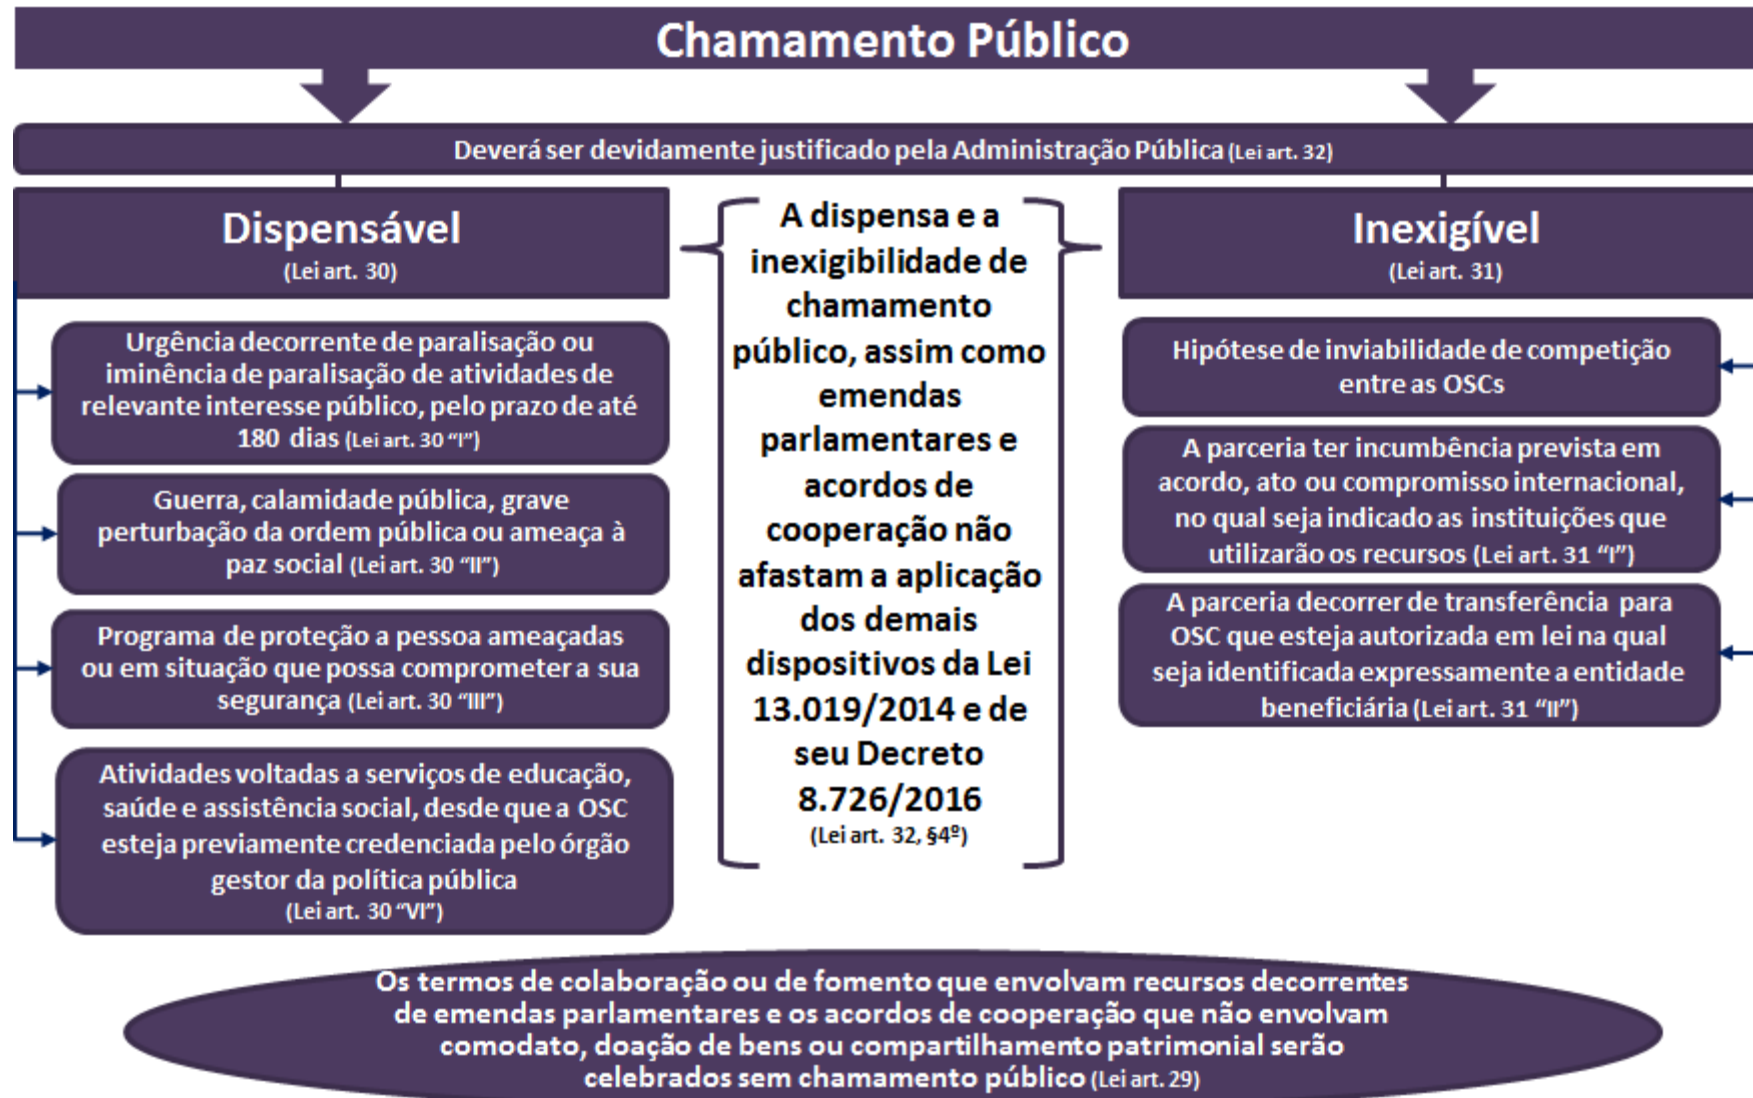 Chamamento Público
Deverá ser devidamente justificado pela Administração Pública (Lei art. 32)
Dispensável
(Lei art. 30)
Urgência decorrente de paralisação ou
iminência de paralisação de atividades de
relevante interesse público, pelo prazo de até
180 dias (Lei art. 30 “I”)
Guerra, calamidade pública, grave
perturbação da ordem pública ou ameaça à
paz social (Lei art. 30 “II”)
Programa de proteção a pessoa ameaçadas
ou em situação que possa comprometer a sua
segurança (Lei art. 30 “III”)
Atividades voltadas a serviços de educação,
saúde e assistência social, desde que a OSC
esteja previamente credenciada pelo órgão
gestor da política pública
(Lei art. 30 “VI”)
A dispensa e a
inexigibilidade de
chamamento
público, assim como
emendas
parlamentares e
acordos de
cooperação não
afastam a aplicação
dos demais
dispositivos da Lei
13.019/2014 e de
seu Decreto
8.726/2016
(Lei art. 32, §4º)
Inexigível
(Lei art. 31)
Hipótese de inviabilidade de competição
entre as OSCs
A parceria ter incumbência prevista em
acordo, ato ou compromisso internacional,
no qual seja indicado as instituições que
utilizarão os recursos (Lei art. 31 “I”)
A parceria decorrer de transferência para
OSC que esteja autorizada em lei na qual
seja identificada expressamente a entidade
beneficiária (Lei art. 31 “II”)
Os termos de colaboração ou de fomento que envolvam recursos decorrentes
de emendas parlamentares e os acordos de cooperação que não envolvam
comodato, doação de bens ou compartilhamento patrimonial serão
celebrados sem chamamento público (Lei art. 29)